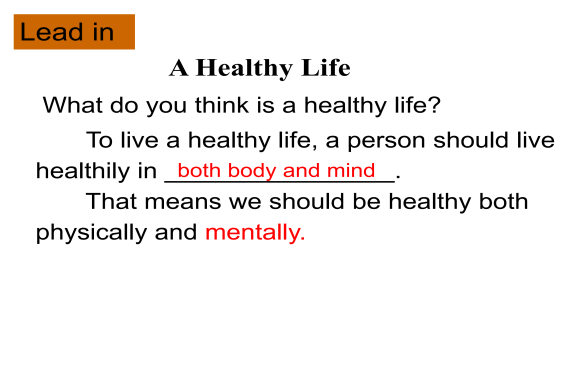 Lead in
A Healthy Life
What do you think is a healthy life?
To live a healthy life, a person should live
healthily in both body and mind.
That means we should be healthy both
physically and mentally.